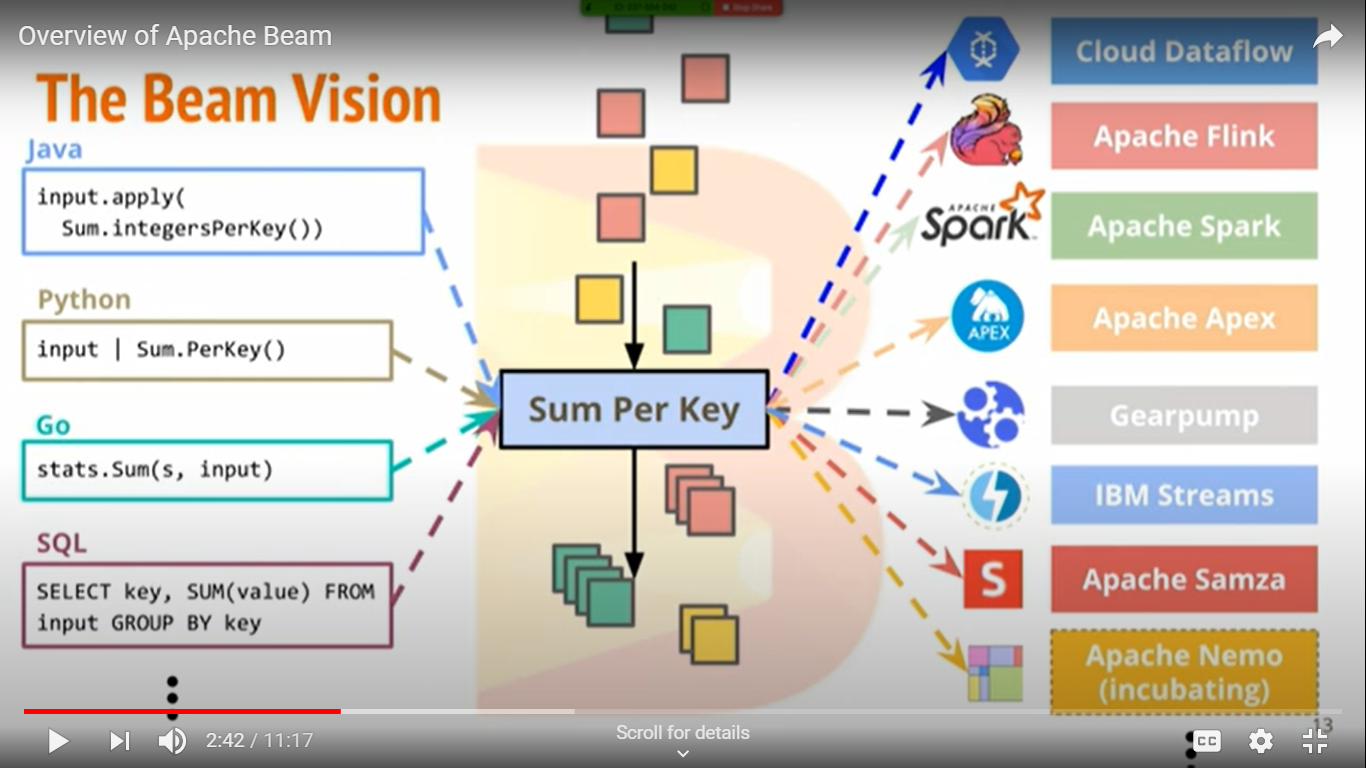 Overview of Apache Beam
The Beam Vision
Java
input.apply(
Sum.integersPerKey())
Python
input | Sum.PerKey()
Go
stats.Sum(s, input)
SQL
SELECT key, SUM(value) FROM
input GROUP BY key
Sum Per Key
Cloud Dataflow
Apache Flink
APACHE
Spark
Apache Spark
APEX
Apache Apex
Gearpump
IBM Streams
S
Apache Samza
Apache Nemo
(incubating)
13
Stop Share
2:42 / 11:17
Scroll for details
CC